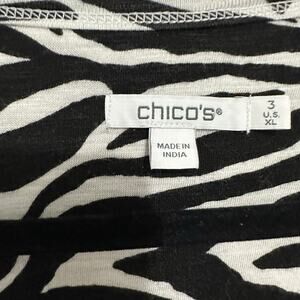 chico's®
3
U.S.
XL
MADE IN
INDIA